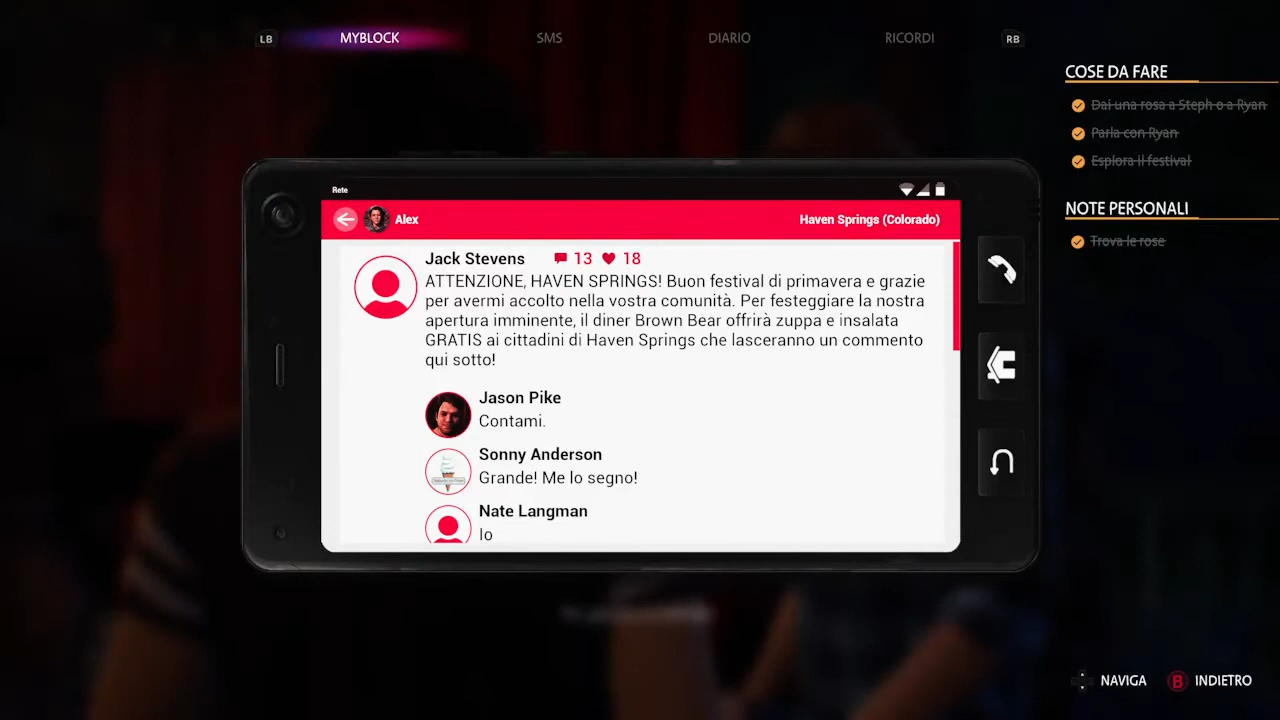 LB
MYBLOCK
SMS
DIARIO
RICORDI
RB
COSE DA FARE
Dai una rosa a Steph o a Ryan
Parla con Ryan
Esplora il festival
NOTE PERSONALI
Trova le rose
Rete
Alex
Haven Springs (Colorado)
Jack Stevens 13 18
ATTENZIONE, HAVEN SPRINGS! Buon festival di primavera e grazie
per avermi accolto nella vostra comunità. Per festeggiare la nostra
apertura imminente, il diner Brown Bear offrirà zuppa e insalata
GRATIS ai cittadini di Haven Springs che lasceranno un commento
qui sotto!
Jason Pike
Contami.
Sonny Anderson
Grande! Me lo segno!
Nate Langman
Io
NAVIGA
B INDIETRO